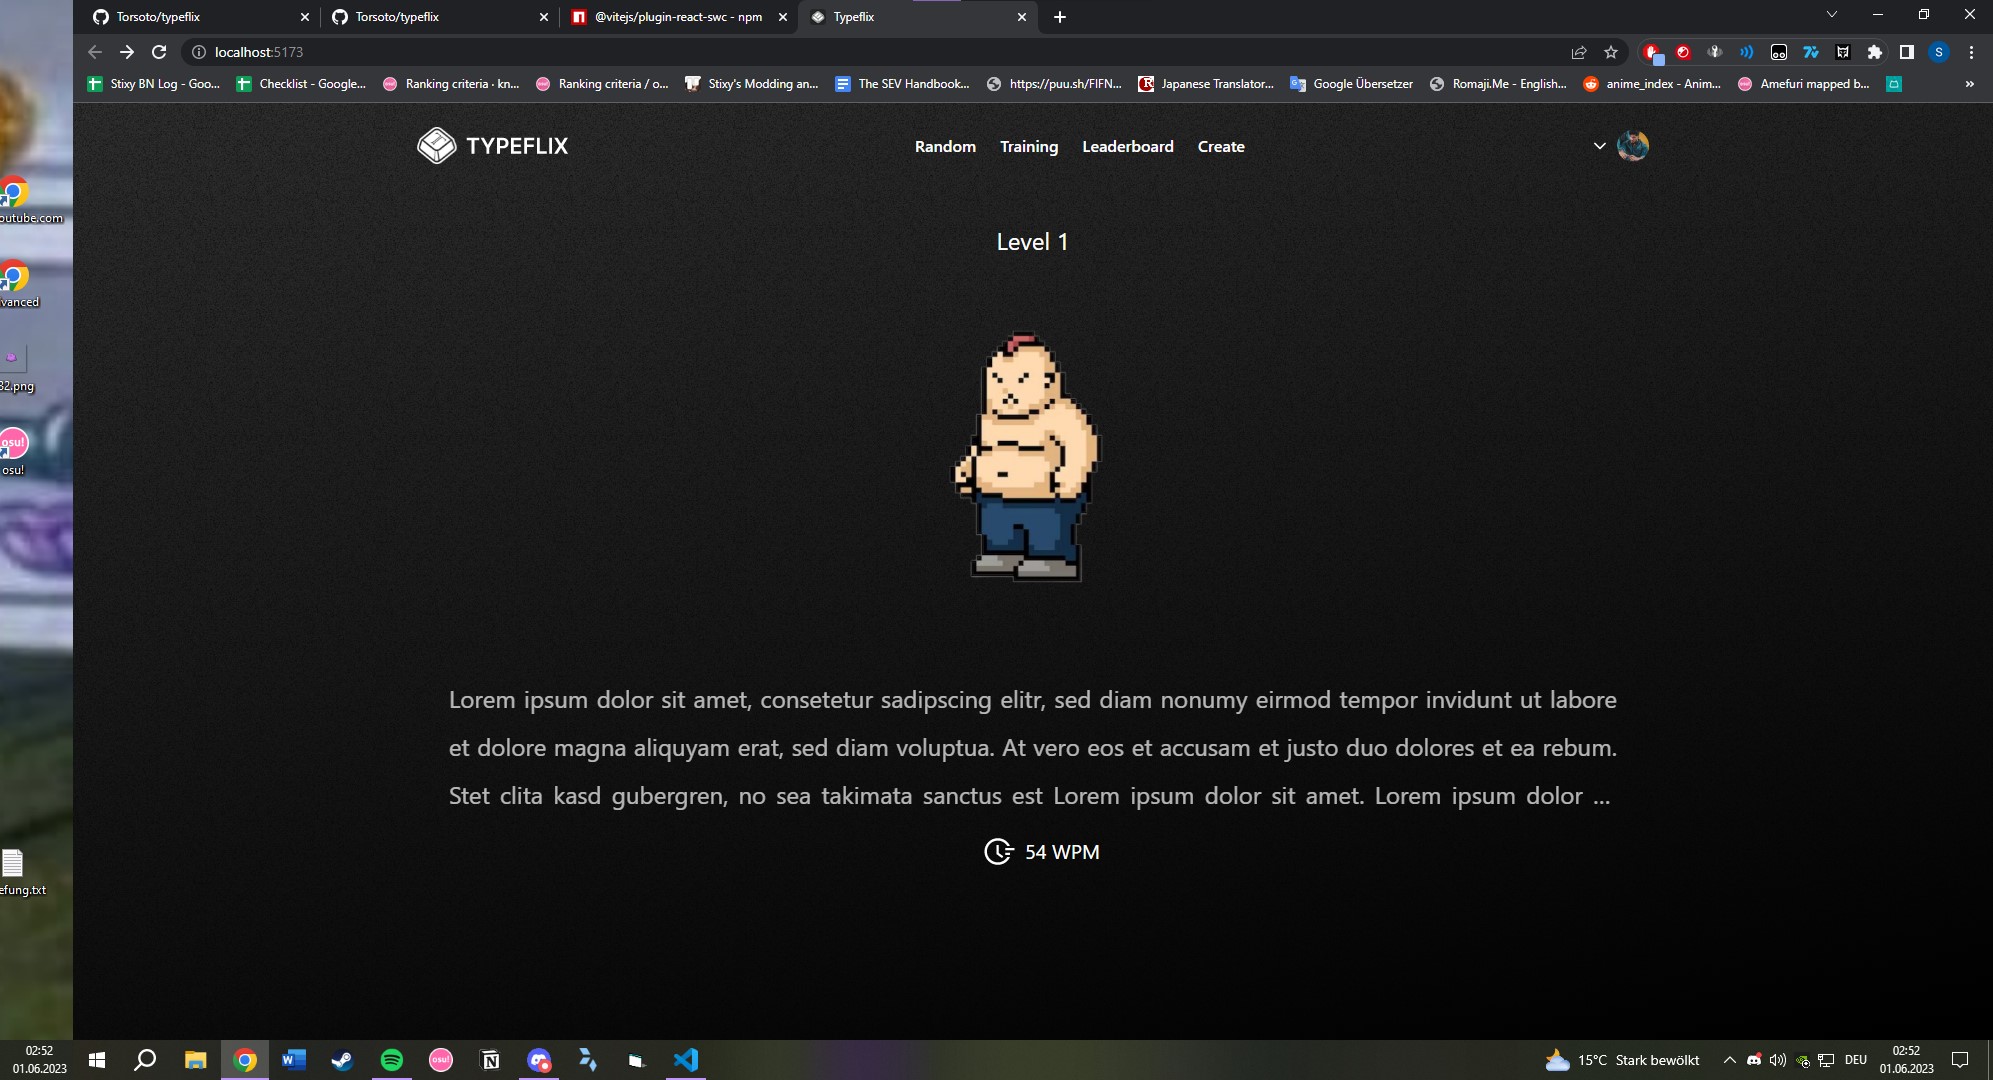 Torsoto/typeflix
Torsoto/typeflix
@vitejs/plugin-react-swc - npm
Typeflix
localhost:5173
S
Stixy BN Log - Goo...
Checklist - Google...
Ranking criteria · kn...
Ranking criteria / o...
Stixy's Modding an...
The SEV Handbook...
https://puu.sh/FIFN...
Japanese Translator...
Google Übersetzer
Romaji.Me - English...
anime_index - Anim...
Amefuri mapped b...
»
TYPEFLIX
Random
Training
Leaderboard
Create
outube.com
Level 1
vanced
32.png
osu!
osu!
Lorem ipsum dolor sit amet, consetetur sadipscing elitr, sed diam nonumy eirmod tempor invidunt ut labore
et dolore magna aliquyam erat, sed diam voluptua. At vero eos et accusam et justo duo dolores et ea rebum.
Stet clita kasd gubergren, no sea takimata sanctus est Lorem ipsum dolor sit amet. Lorem ipsum dolor ...
54 WPM
efung.txt
02:52
01.06.2023
osu!
15°C Stark bewölkt
DEU
02:52
01.06.2023